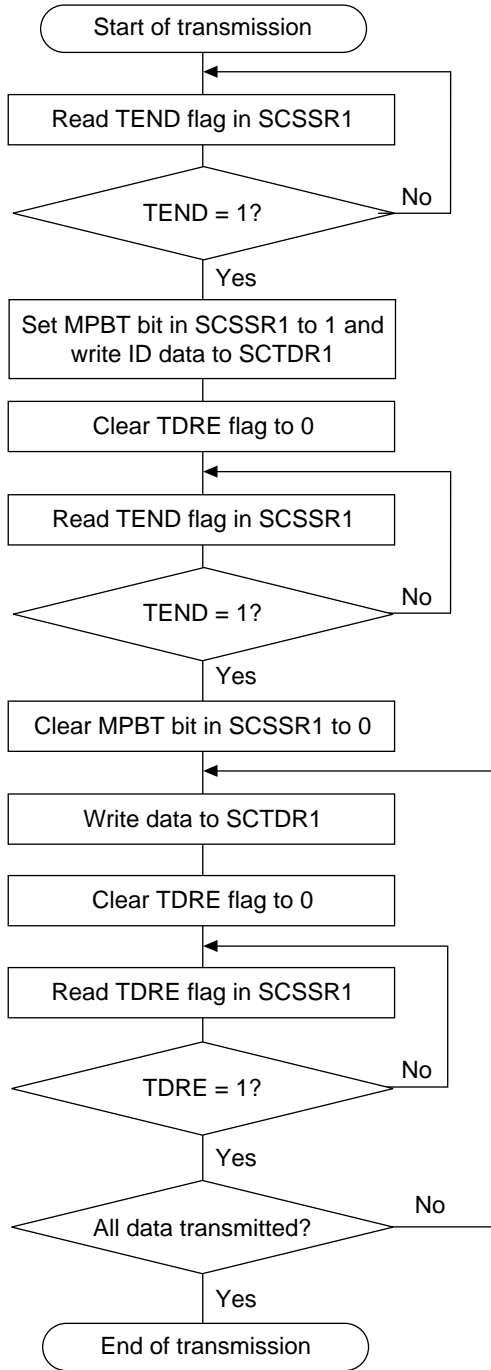 Start of transmission
Read TEND flag in SCSSR1
TEND = 1?
No
Yes
Set MPBT bit in SCSSR1 to 1 and
write ID data to SCTDR1
Clear TDRE flag to 0
Read TEND flag in SCSSR1
TEND = 1?
No
Yes
Clear MPBT bit in SCSSR1 to 0
Write data to SCTDR1
Clear TDRE flag to 0
Read TDRE flag in SCSSR1
TDRE = 1?
No
Yes
All data transmitted?
No
Yes
End of transmission